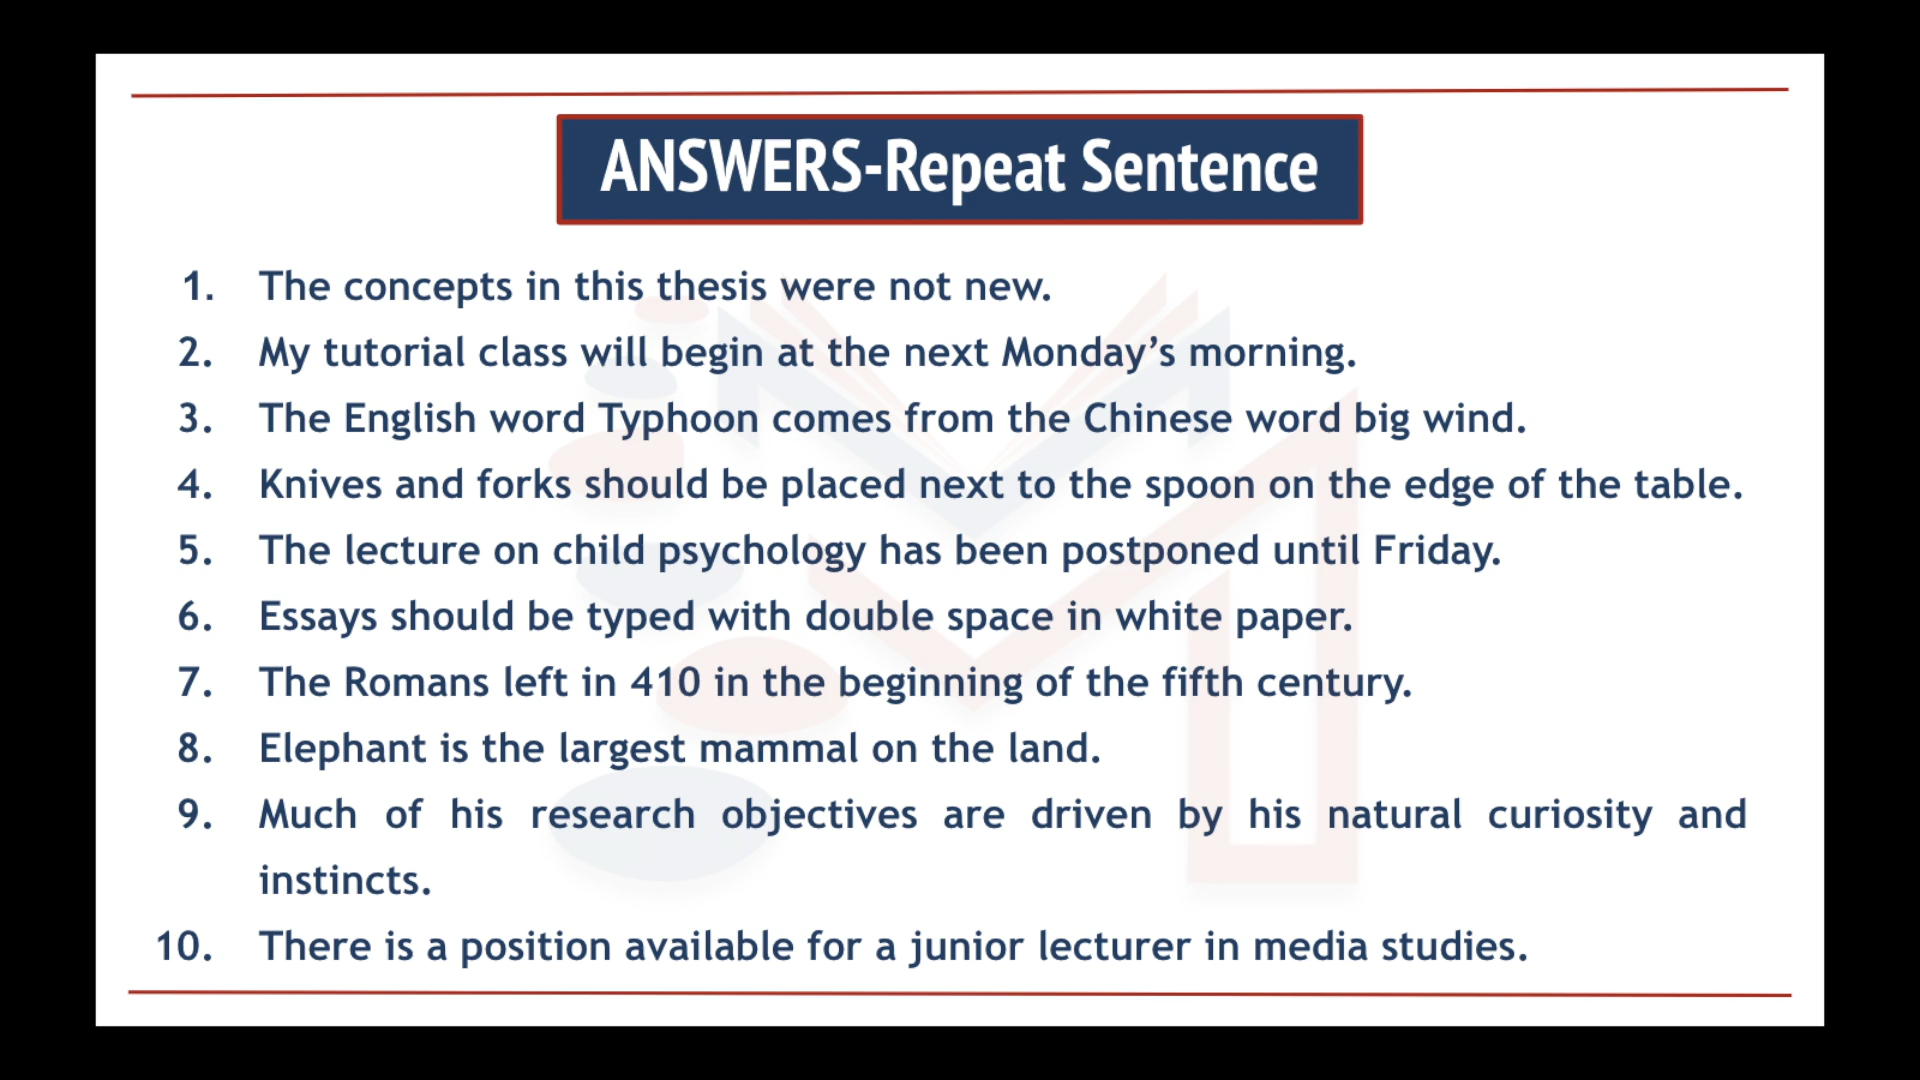 ANSWERS-Repeat Sentence
1. The concepts in this thesis were not new.
2. My tutorial class will begin at the next Monday’s morning.
3. The English word Typhoon comes from the Chinese word big wind.
4. Knives and forks should be placed next to the spoon on the edge of the table.
5. The lecture on child psychology has been postponed until Friday.
6. Essays should be typed with double space in white paper.
7. The Romans left in 410 in the beginning of the fifth century.
8. Elephant is the largest mammal on the land.
9. Much of his research objectives are driven by his natural curiosity and
instincts.
10. There is a position available for a junior lecturer in media studies.